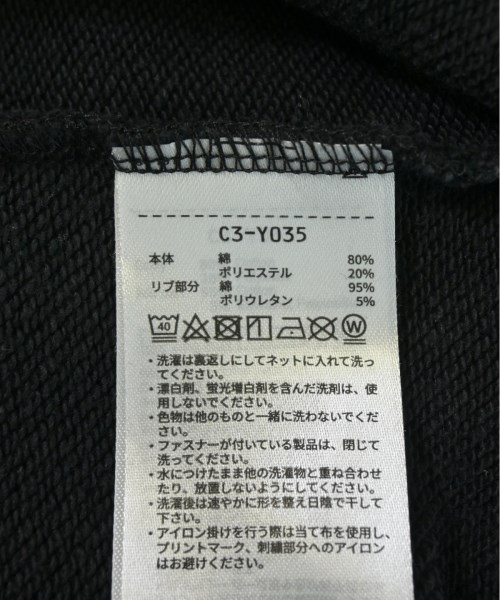 C3-Y035
本体 綿 80%
ポリエステル 20%
リブ部分 綿 95%
ポリウレタン 5%
40 W
・洗濯は裏返しにしてネットに入れて洗っ
てください。
・漂白剤、蛍光増白剤を含んだ洗剤は、使
用しないでください。
・色物は他のものと一緒に洗わないでくだ
さい。
・ファスナーが付いている製品は、閉じて
洗ってください。
・水につけたまま他の洗濯物と重ね合わせ
たり、放置しないようにしてください。
・洗濯後は速やかに形を整え日陰で干して
下さい。
・アイロン掛けを行う際は当て布を使用し、
プリントマーク、刺繍部分へのアイロン
はお避けください。